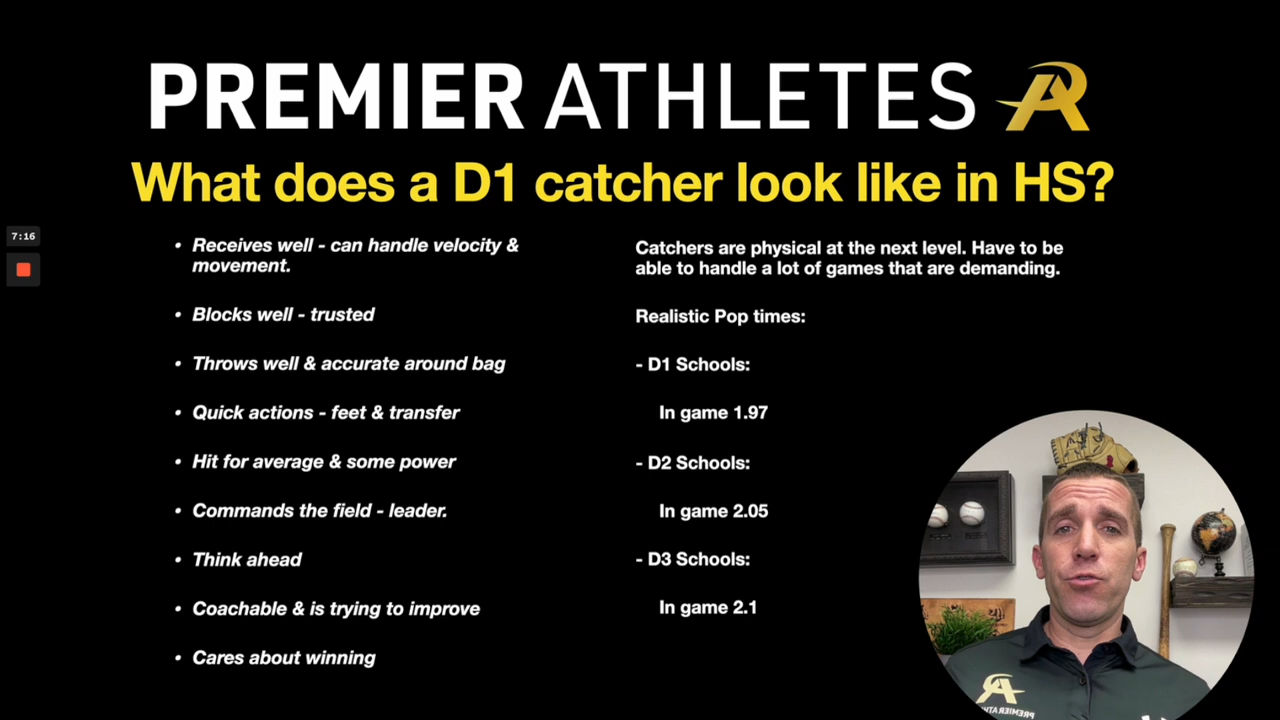 PREMIER ATHLETES
What does a D1 catcher look like in HS?
7:16
• Receives well - can handle velocity &
movement.
• Blocks well - trusted
• Throws well & accurate around bag
• Quick actions - feet & transfer
• Hit for average & some power
• Commands the field - leader.
• Think ahead
• Coachable & is trying to improve
• Cares about winning
Catchers are physical at the next level. Have to be
able to handle a lot of games that are demanding.
Realistic Pop times:
- D1 Schools:
In game 1.97
- D2 Schools:
In game 2.05
- D3 Schools:
In game 2.1